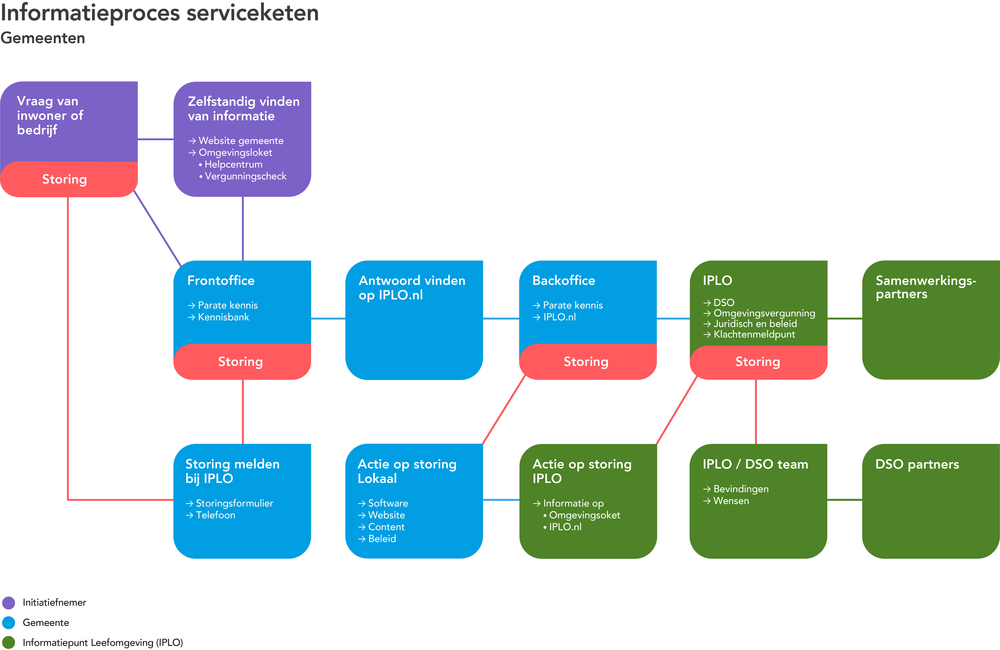 Informatieproces serviceketen
Gemeenten
Vraag van
inwoner of
bedrijf
Storing
Zelfstandig vinden
van informatie
→ Website gemeente
→ Omgevingsloket
• Helpcentrum
• Vergunningscheck
Frontoffice
→ Parate kennis
→ Kennisbank
Storing
Antwoord vinden
op IPLO.nl
Backoffice
→ Parate kennis
→ IPLO.nl
Storing
IPLO
→ DSO
→ Omgevingsvergunning
→ Juridisch en beleid
→ Klachtenmeldpunt
Storing
Samenwerkings-
partners
Storing melden
bij IPLO
→ Storingsformulier
→ Telefoon
Actie op storing
Lokaal
→ Software
→ Website
→ Content
→ Beleid
Actie op storing
IPLO
→ Informatie op
• Omgevingsoket
• IPLO.nl
IPLO / DSO team
→ Bevindingen
→ Wensen
DSO partners
Initiatiefnemer
Gemeente
Informatiepunt Leefomgeving (IPLO)